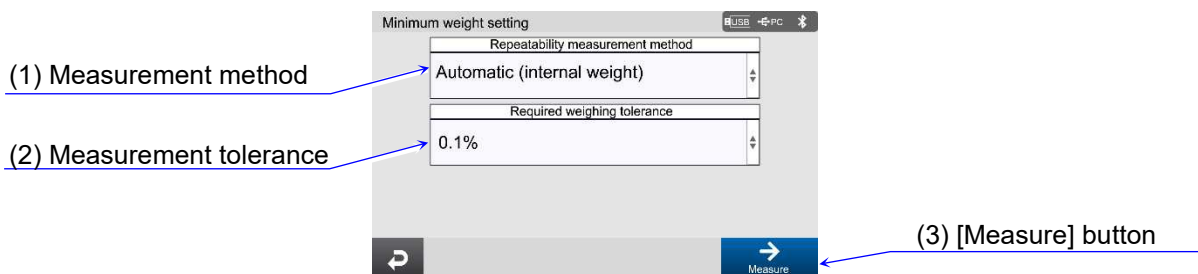 Minimum weight setting
USB PC
Repeatability measurement method
(1) Measurement method
Automatic (internal weight)
Required weighing tolerance
(2) Measurement tolerance
0.1%
(3) [Measure] button
Measure